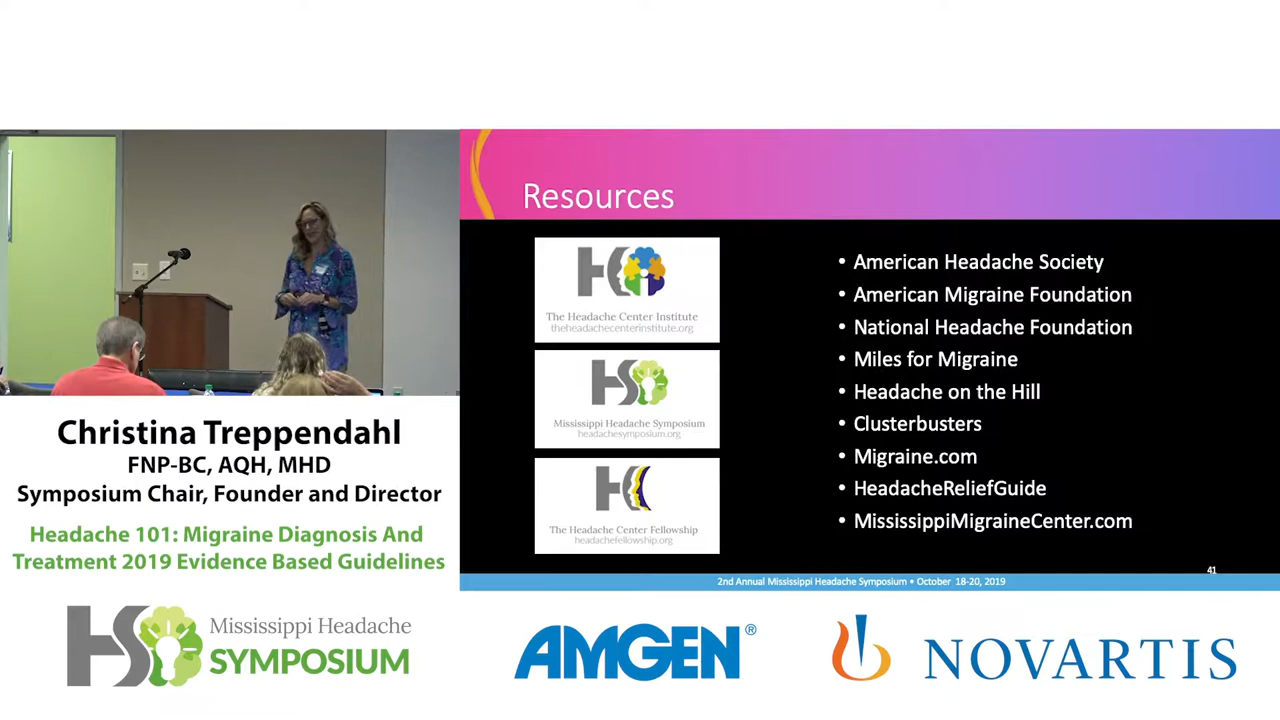 Resources
The Headache Center Institute
theheadachecenterinstitute.org
Mississippi Headache Symposium
headachesymposium.org
The Headache Center Fellowship
headachefellowship.org
• American Headache Society
• American Migraine Foundation
• National Headache Foundation
• Miles for Migraine
• Headache on the Hill
• Clusterbusters
• Migraine.com
• HeadacheReliefGuide
• MississippiMigraineCenter.com
41
2nd Annual Mississippi Headache Symposium • October 18-20, 2019
Christina Treppendahl
FNP-BC, AQH, MHD
Symposium Chair, Founder and Director
Headache 101: Migraine Diagnosis And
Treatment 2019 Evidence Based Guidelines
HS
Mississippi Headache
SYMPOSIUM
AMGEN®
NOVARTIS